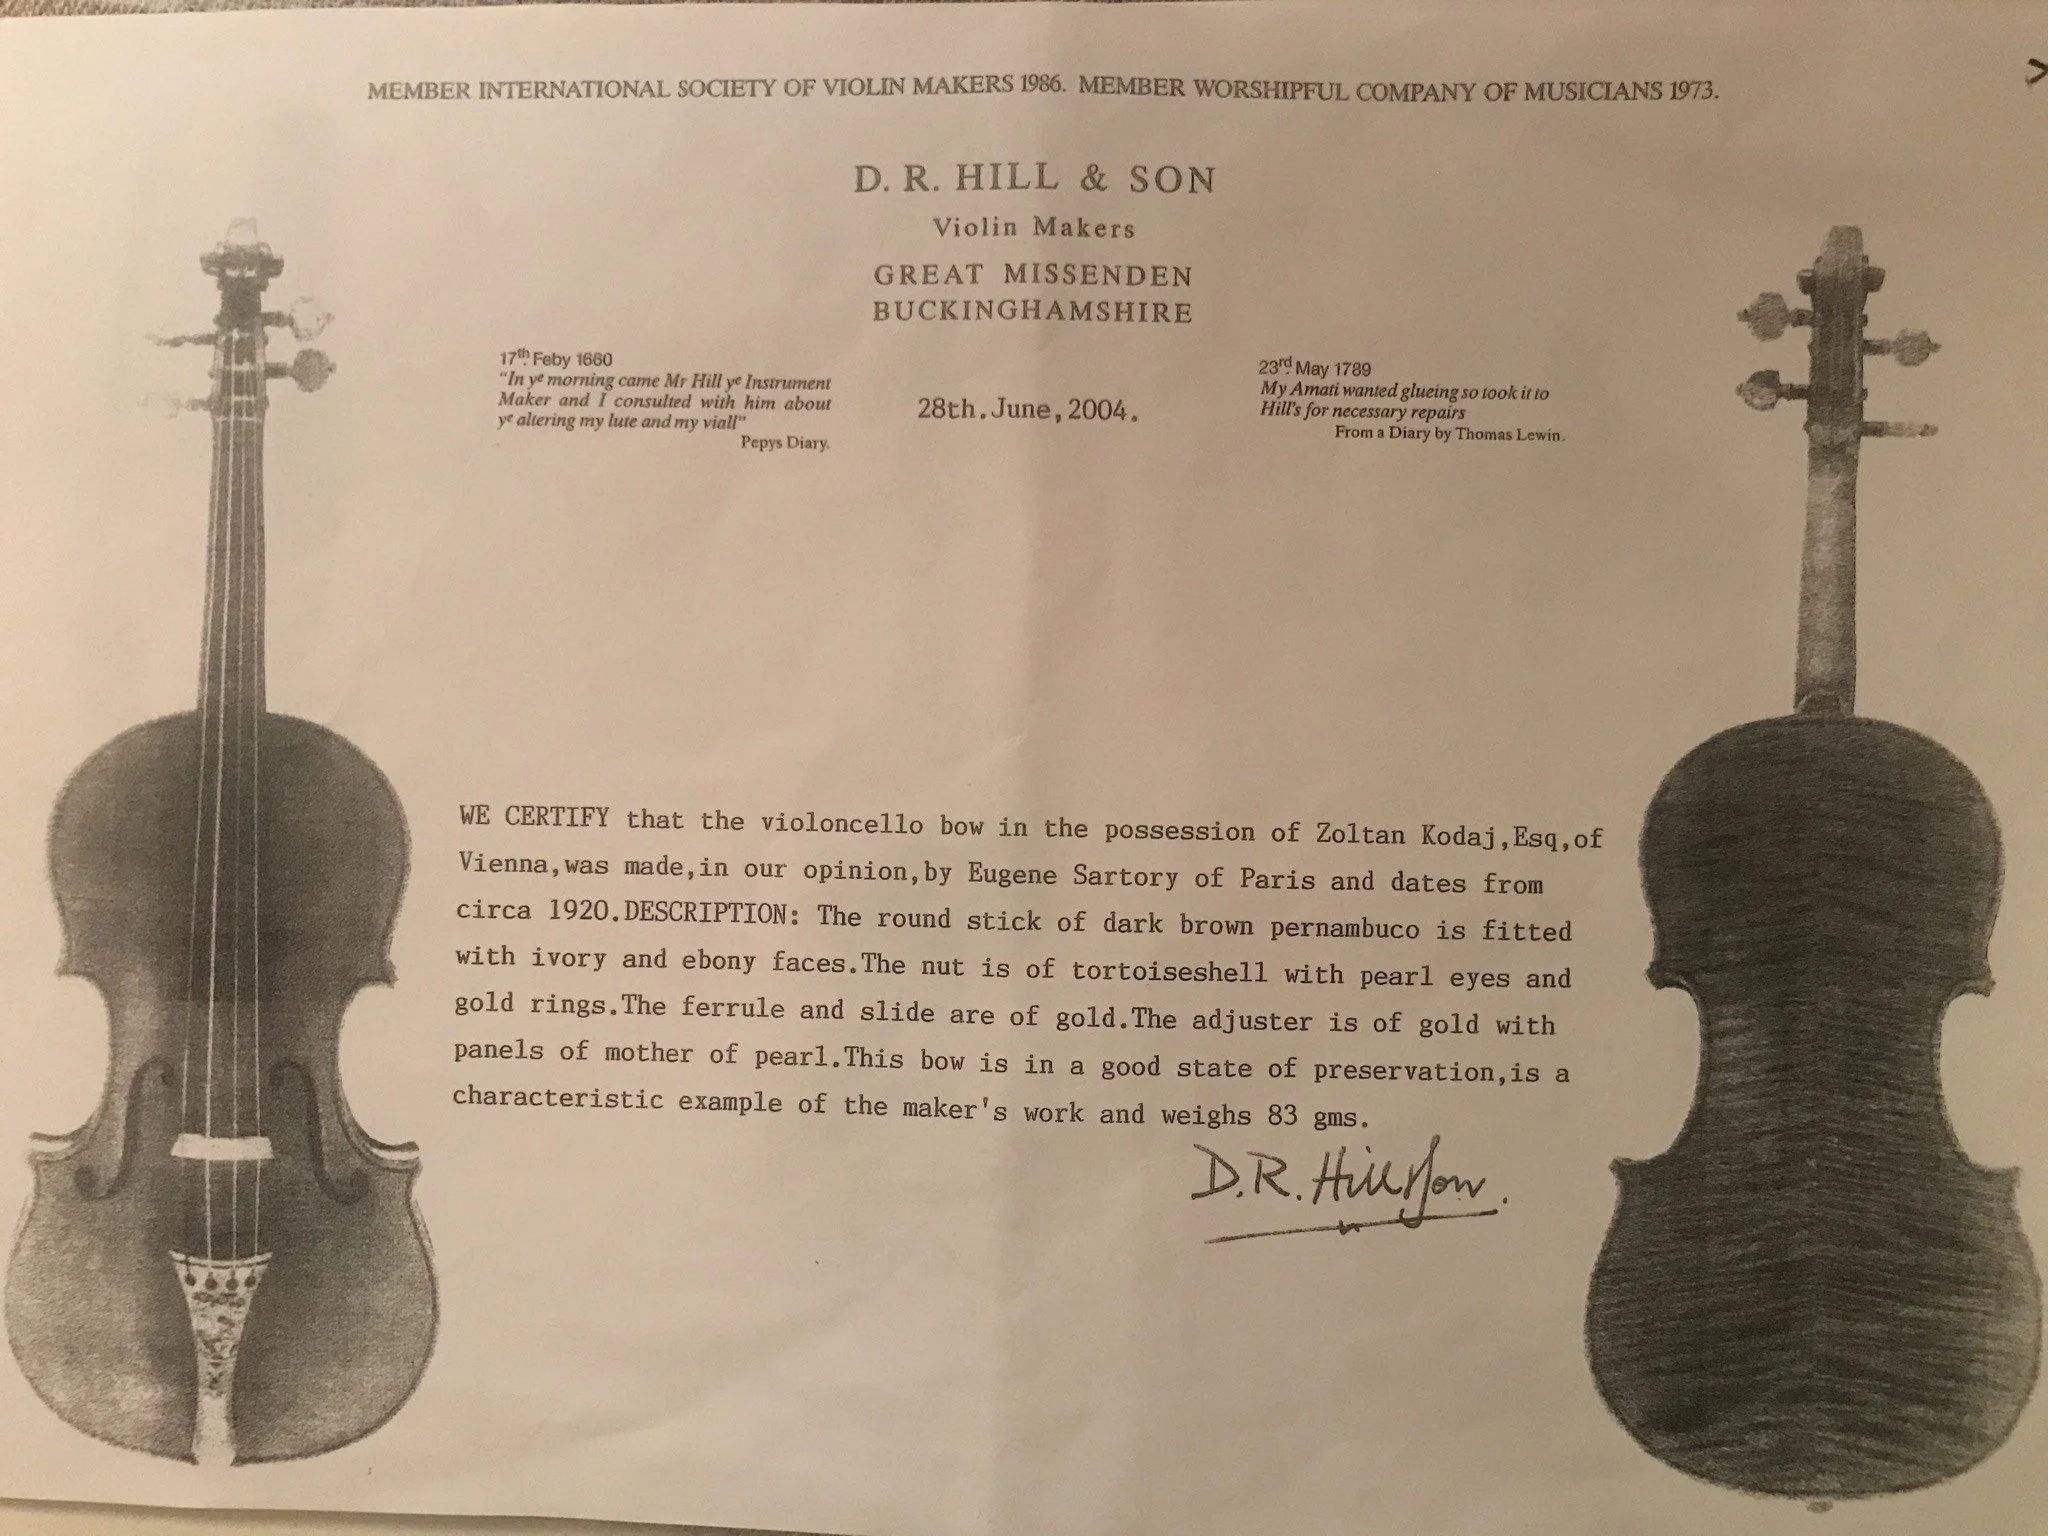 MEMBER INTERNATIONAL SOCIETY OF VIOLIN MAKERS 1986. MEMBER WORSHIPFUL COMPANY OF MUSICIANS 1973.
D. R. HILL & SON
Violin Makers
GREAT MISSENDEN
BUCKINGHAMSHIRE
17th Feby 1660
"In ye morning came Mr Hill ye Instrument
Maker and I consulted with him about
ye altering my lute and my viall"
Pepys Diary.
28th.June,2004.
23rd May 1789
My Amati wanted glueing so took it to
Hill's for necessary repairs
From a Diary by Thomas Lewin.
WE CERTIFY that the violoncello bow in the possession of Zoltan Kodaj,Esq,of
Vienna,was made,in our opinion,by Eugene Sartory of Paris and dates from
circa 1920.DESCRIPTION: The round stick of dark brown pernambuco is fitted
with ivory and ebony faces.The nut is of tortoiseshell with pearl eyes and
gold rings.The ferrule and slide are of gold.The adjuster is of gold with
panels of mother of pearl.This bow is in a good state of preservation,is a
characteristic example of the maker's work and weighs 83 gms.
D.R. Hill & Son.